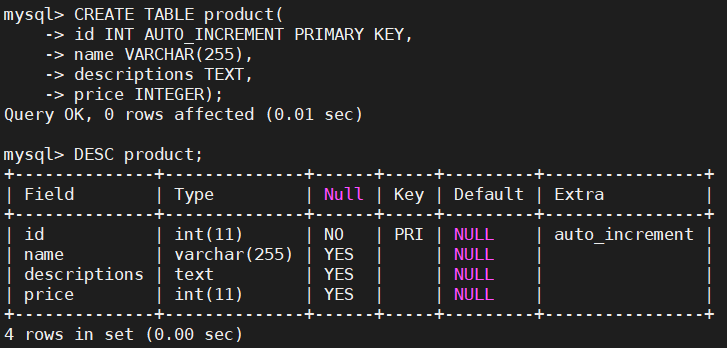 mysql> CREATE TABLE product(
    -> id INT AUTO_INCREMENT PRIMARY KEY,
    -> name VARCHAR(255),
    -> descriptions TEXT,
    -> price INTEGER);
Query OK, 0 rows affected (0.01 sec)

mysql> DESC product;
+--------------+--------------+------+-----+---------+----------------+
| Field        | Type         | Null | Key | Default | Extra          |
+--------------+--------------+------+-----+---------+----------------+
| id           | int(11)      | NO   | PRI | NULL    | auto_increment |
| name         | varchar(255) | YES  |     | NULL    |                |
| descriptions | text         | YES  |     | NULL    |                |
| price        | int(11)      | YES  |     | NULL    |                |
+--------------+--------------+------+-----+---------+----------------+
4 rows in set (0.00 sec)